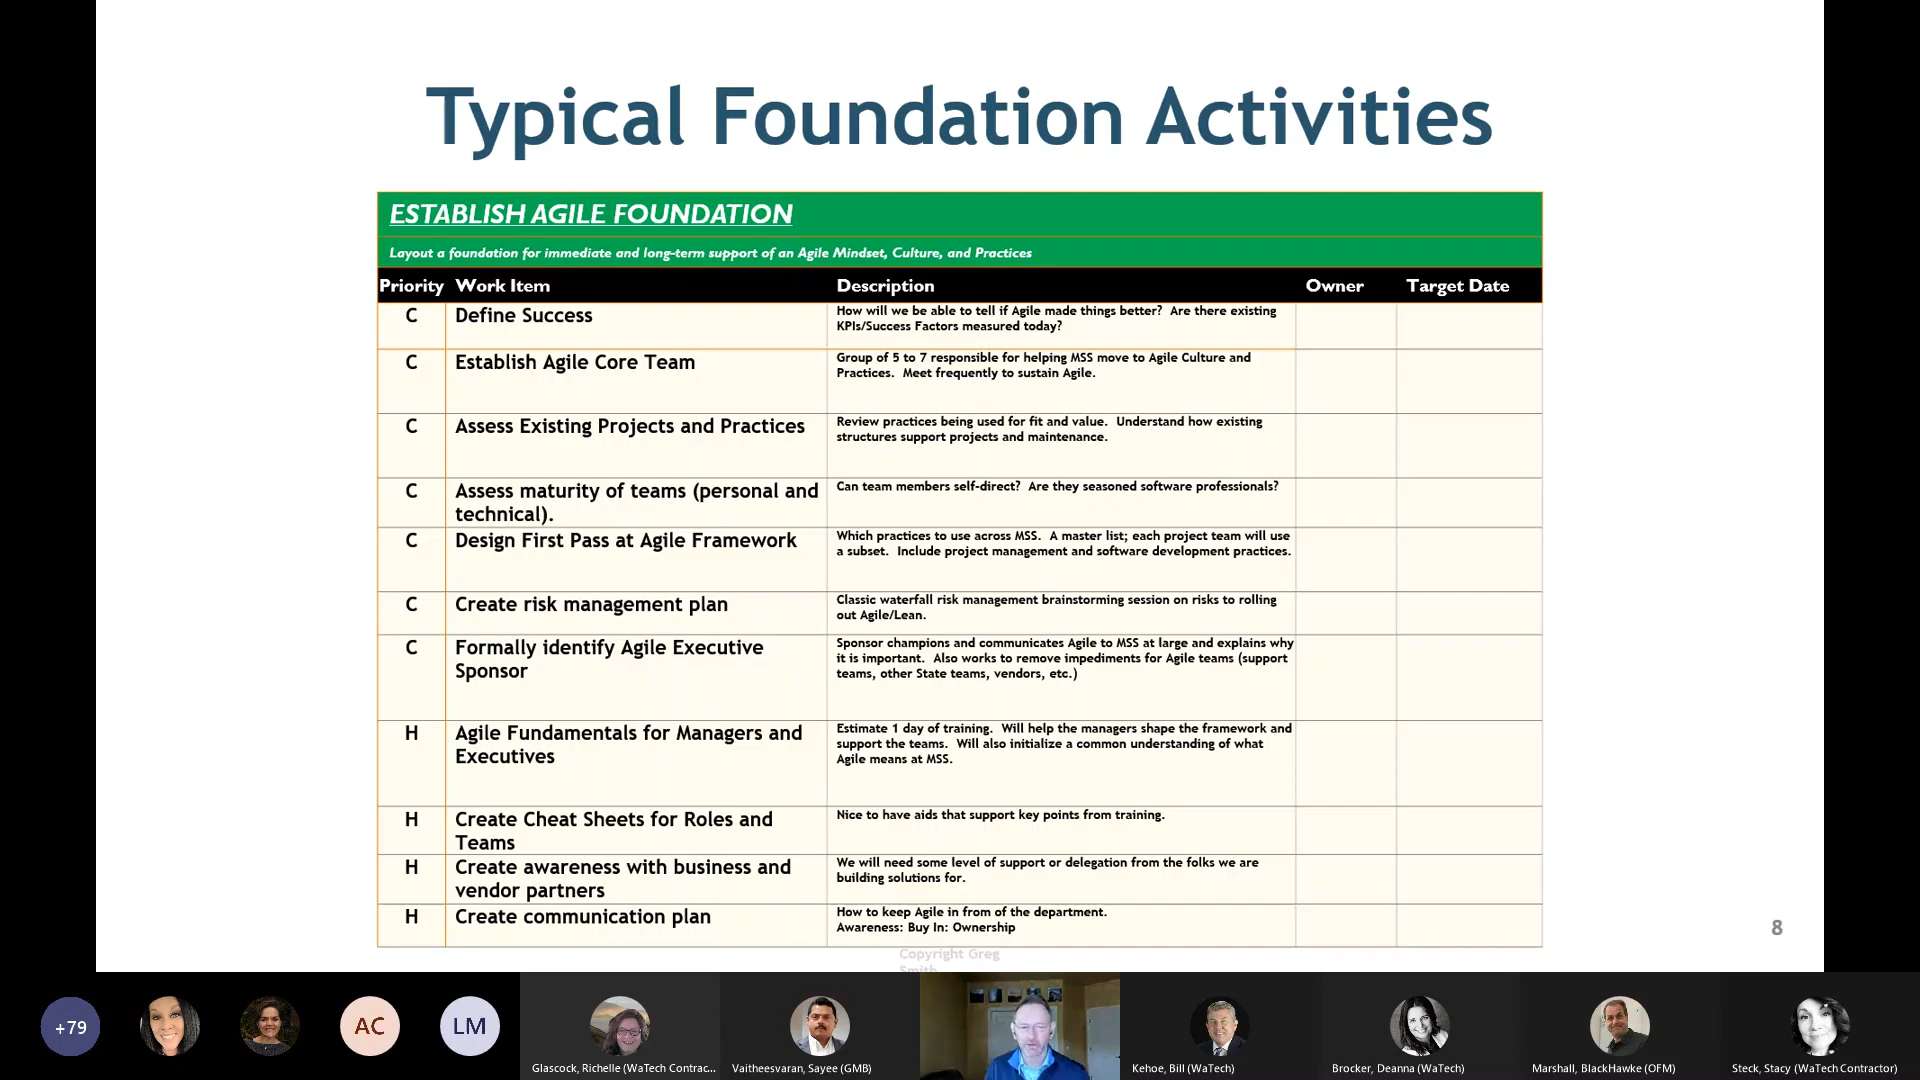 Typical Foundation Activities
ESTABLISH AGILE FOUNDATION
Layout a foundation for immediate and long-term support of an Agile Mindset, Culture, and Practices
Priority Work Item Description Owner Target Date
C Define Success How will we be able to tell if Agile made things better? Are there existing
KPIs/Success Factors measured today?
C Establish Agile Core Team Group of 5 to 7 responsible for helping MSS move to Agile Culture and
Practices. Meet frequently to sustain Agile.
C Assess Existing Projects and Practices Review practices being used for fit and value. Understand how existing
structures support projects and maintenance.
C Assess maturity of teams (personal and Can team members self-direct? Are they seasoned software professionals?
technical).
C Design First Pass at Agile Framework Which practices to use across MSS. A master list; each project team will use
a subset. Include project management and software development practices.
C Create risk management plan Classic waterfall risk management brainstorming session on risks to rolling
out Agile/Lean.
C Formally identify Agile Executive Sponsor champions and communicates Agile to MSS at large and explains why
Sponsor it is important. Also works to remove impediments for Agile teams (support
teams, other State teams, vendors, etc.)
H Agile Fundamentals for Managers and Estimate 1 day of training. Will help the managers shape the framework and
Executives support the teams. Will also initialize a common understanding of what
Agile means at MSS.
H Create Cheat Sheets for Roles and Nice to have aids that support key points from training.
Teams
H Create awareness with business and We will need some level of support or delegation from the folks we are
vendor partners building solutions for.
H Create communication plan How to keep Agile in from of the department.
Awareness: Buy In: Ownership
8
Copyright Greg
Smith
+79 AC LM
Glascock, Richelle (WaTech Contrac... Vaitheesvaran, Sayee (GMB) Kehoe, Bill (WaTech) Brocker, Deanna (WaTech) Marshall, BlackHawke (OFM) Steck, Stacy (WaTech Contractor)